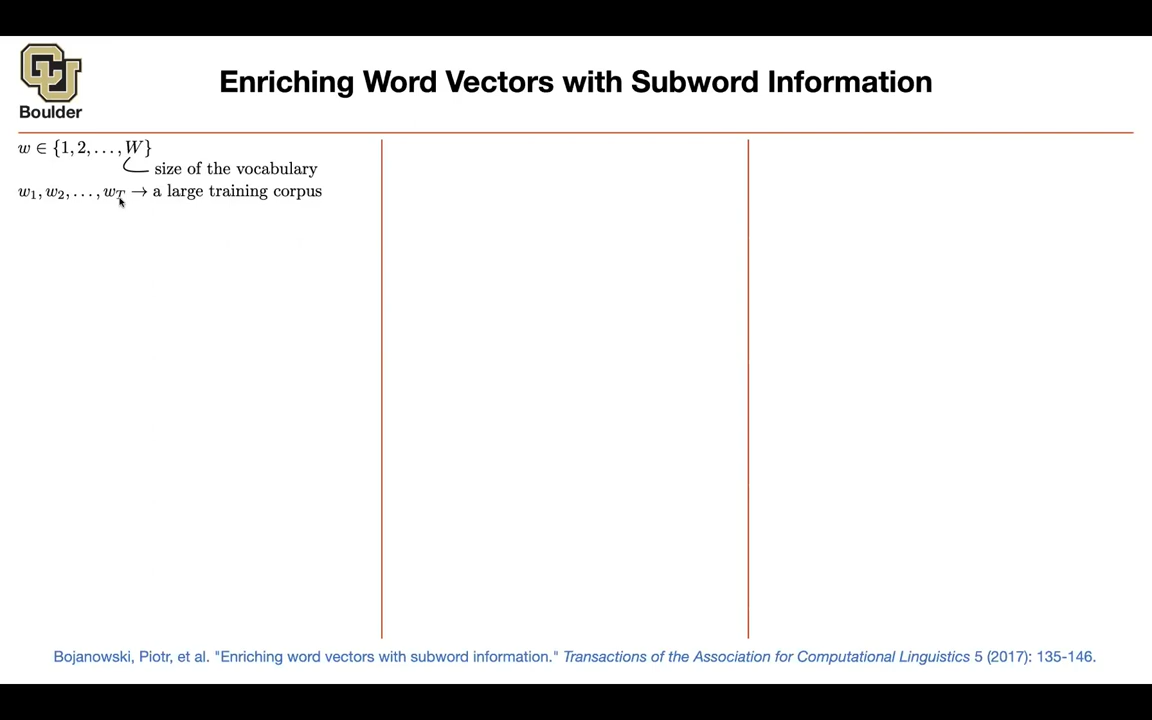 CU
Boulder
Enriching Word Vectors with Subword Information
w ∈ {1, 2, . . . , W}
size of the vocabulary
w₁, w₂, . . . , w_T → a large training corpus
Bojanowski, Piotr, et al. "Enriching word vectors with subword information." Transactions of the Association for Computational Linguistics 5 (2017): 135-146.